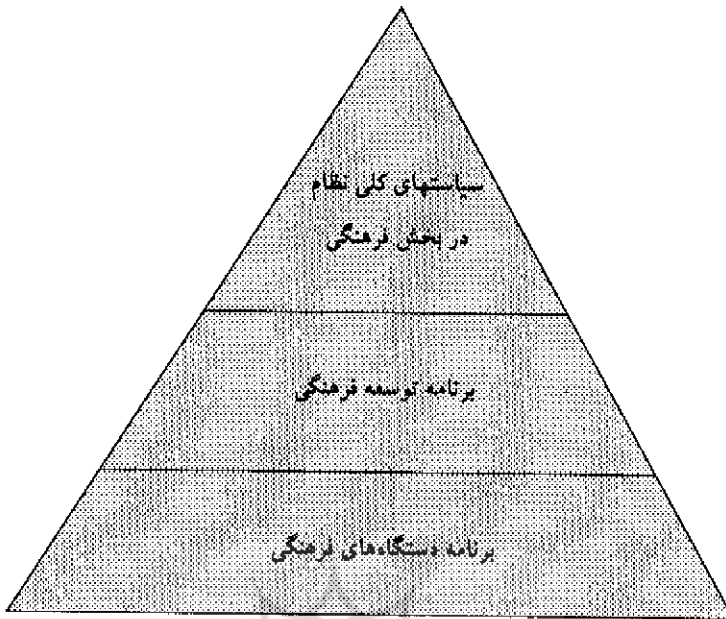 سیاستهای کلی نظام
در بخش فرهنگی
برنامه توسعه فرهنگی
برنامه دستگاه‌های فرهنگی